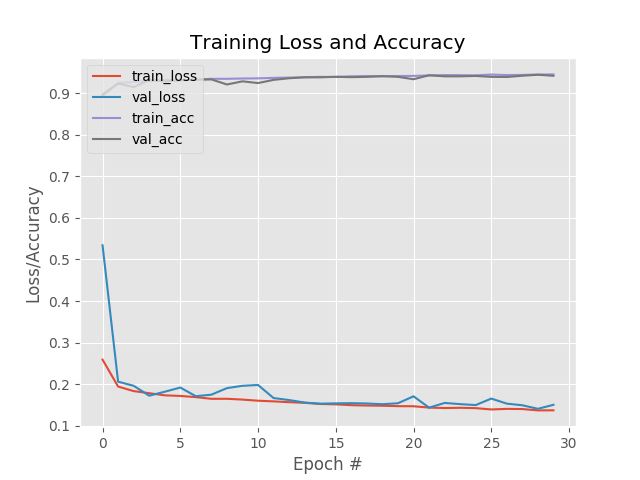 Training Loss and Accuracy
train_loss
val_loss
train_acc
val_acc
Loss/Accuracy
0.9
0.8
0.7
0.6
0.5
0.4
0.3
0.2
0.1
0 5 10 15 20 25 30
Epoch #